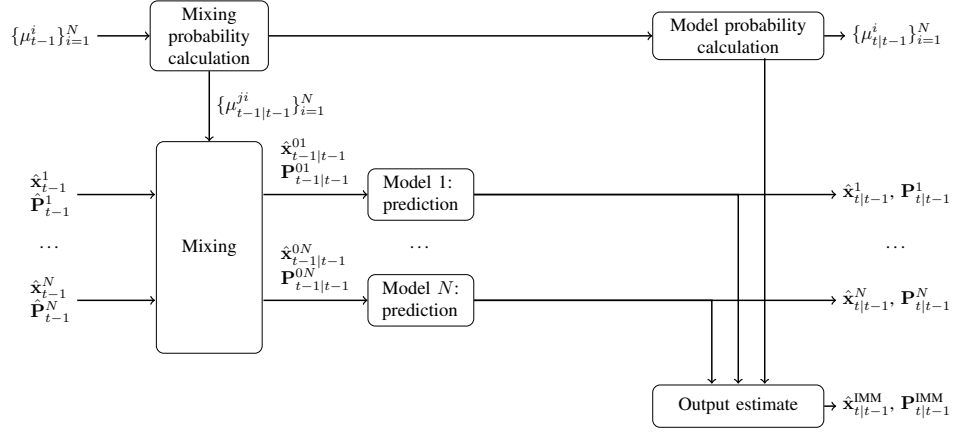 {μ^i_{t−1}}^N_{i=1}
Mixing
probability
calculation
Model probability
calculation
{μ^i_{t|t−1}}^N_{i=1}
{μ^{ji}_{t−1|t−1}}^N_{i=1}
x̂^1_{t−1}
P̂^1_{t−1}
x̂^{01}_{t−1|t−1}
P^{01}_{t−1|t−1}
Model 1:
prediction
x̂^1_{t|t−1}, P^1_{t|t−1}
...
Mixing
...
...
x̂^N_{t−1}
P̂^N_{t−1}
x̂^{0N}_{t−1|t−1}
P^{0N}_{t−1|t−1}
Model N:
prediction
x̂^N_{t|t−1}, P^N_{t|t−1}
Output estimate
x̂^{IMM}_{t|t−1}, P^{IMM}_{t|t−1}